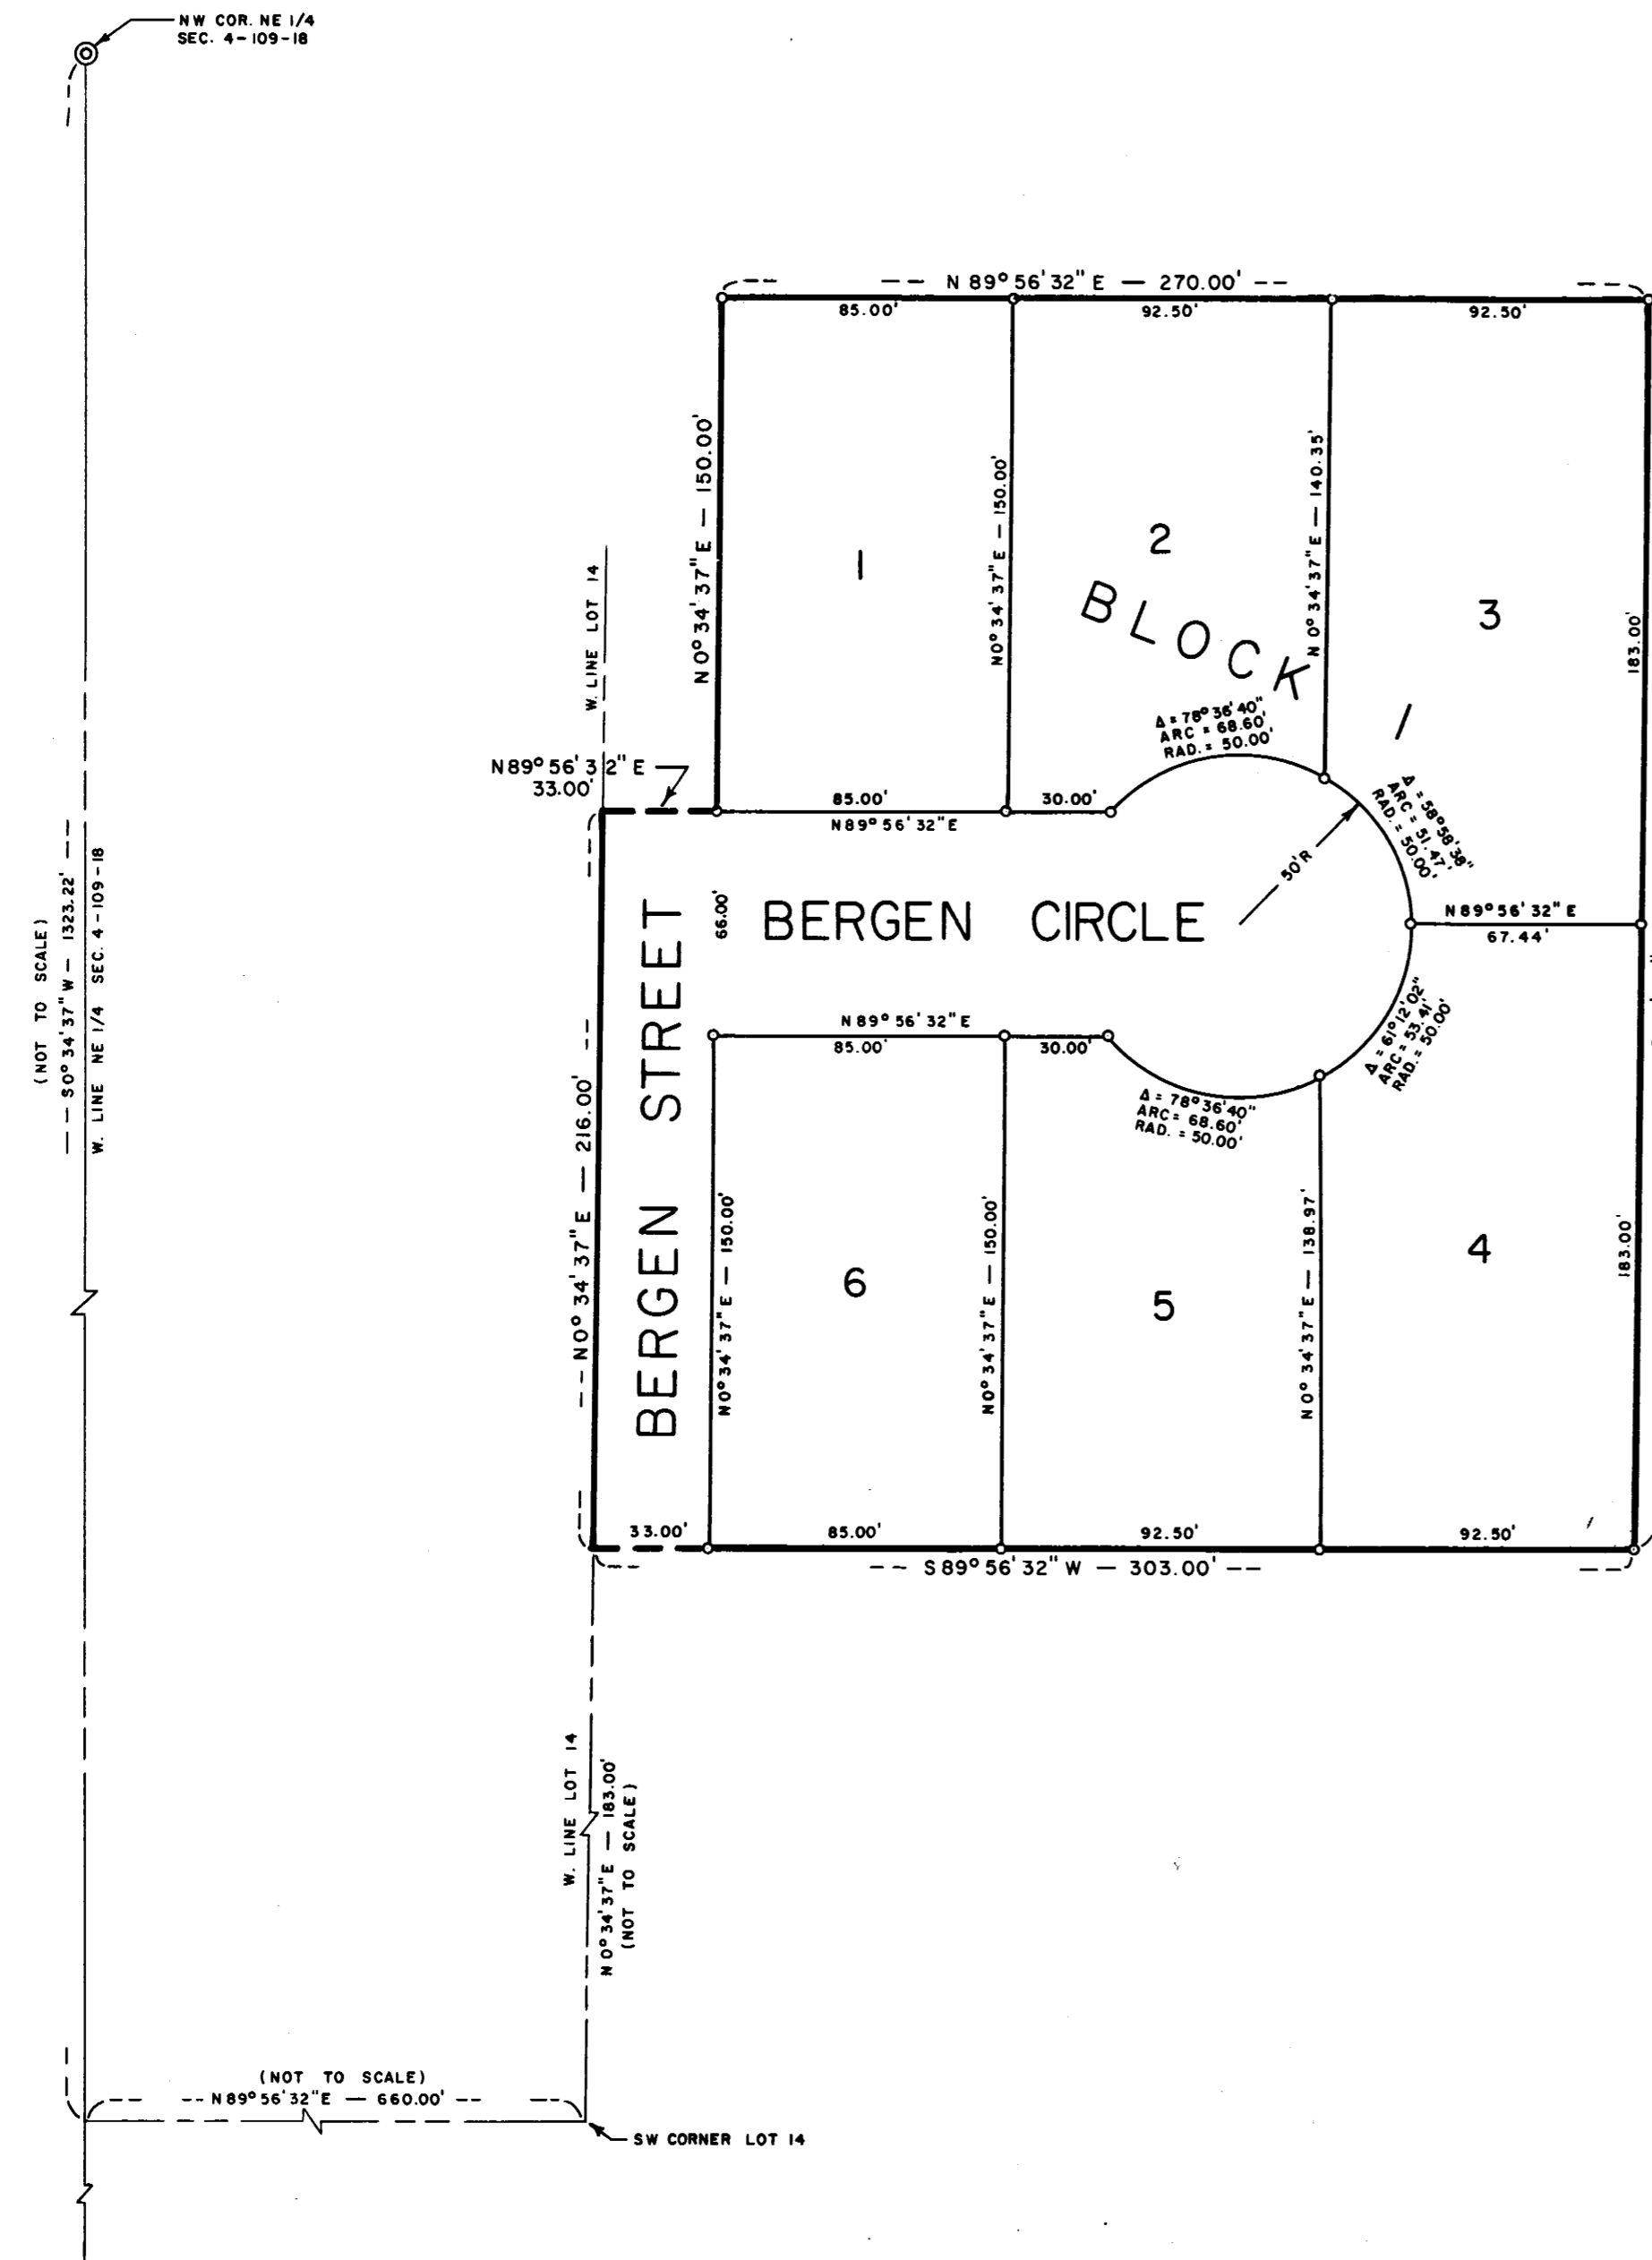 NW COR. NE 1/4
SEC. 4-109-18
-- N 89° 56' 32" E — 270.00' --
85.00'
92.50'
92.50'
N 0° 34' 37" E — 150.00'
N 0° 34' 37" E — 150.00'
N 0° 34' 37" E — 140.35'
183.00'
1
2
3
BLOCK 1
W. LINE LOT 14
Δ = 78° 36' 40"
ARC = 68.60'
RAD. = 50.00'
N 89° 56' 32" E
33.00'
85.00'
30.00'
N 89° 56' 32" E
Δ = 58° 58' 38"
ARC = 51.47'
RAD. = 50.00'
50'R
(NOT TO SCALE)
-- S 0° 34' 37" W — 1323.22' --
W. LINE NE 1/4 SEC. 4-109-18
66.00'
BERGEN CIRCLE
N 89° 56' 32" E
67.44'
BERGEN STREET
N 89° 56' 32" E
85.00'
30.00'
Δ = 61° 12' 02"
ARC = 53.41'
RAD. = 50.00'
Δ = 78° 36' 40"
ARC = 68.60'
RAD. = 50.00'
-- N 0° 34' 37" E — 216.00' --
N 0° 34' 37" E — 150.00'
N 0° 34' 37" E — 150.00'
N 0° 34' 37" E — 138.97'
183.00'
6
5
4
33.00'
85.00'
92.50'
92.50'
-- S 89° 56' 32" W — 303.00' --
W. LINE LOT 14
N 0° 34' 37" E — 183.00'
(NOT TO SCALE)
(NOT TO SCALE)
-- N 89° 56' 32" E — 660.00' --
SW CORNER LOT 14